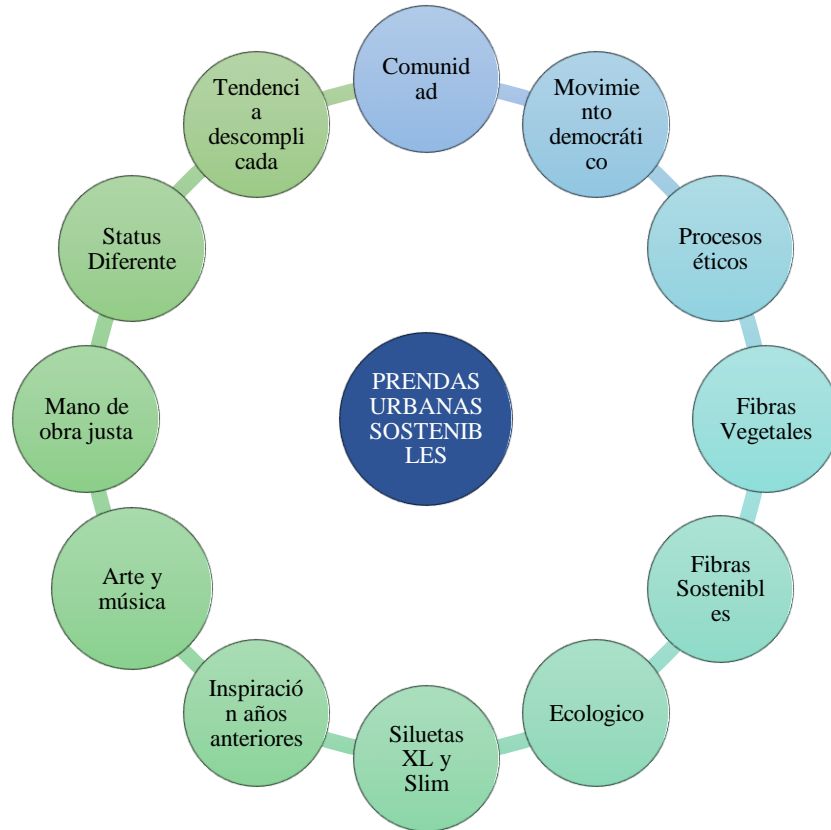 Comunid
ad
Movimie
nto
democráti
co
Procesos
éticos
Fibras
Vegetales
Fibras
Sostenibl
es
Ecologico
Siluetas
XL y
Slim
Inspiració
n años
anteriores
Arte y
música
Mano de
obra justa
Status
Diferente
Tendenci
a
descompli
cada
PRENDAS
URBANAS
SOSTENIB
LES